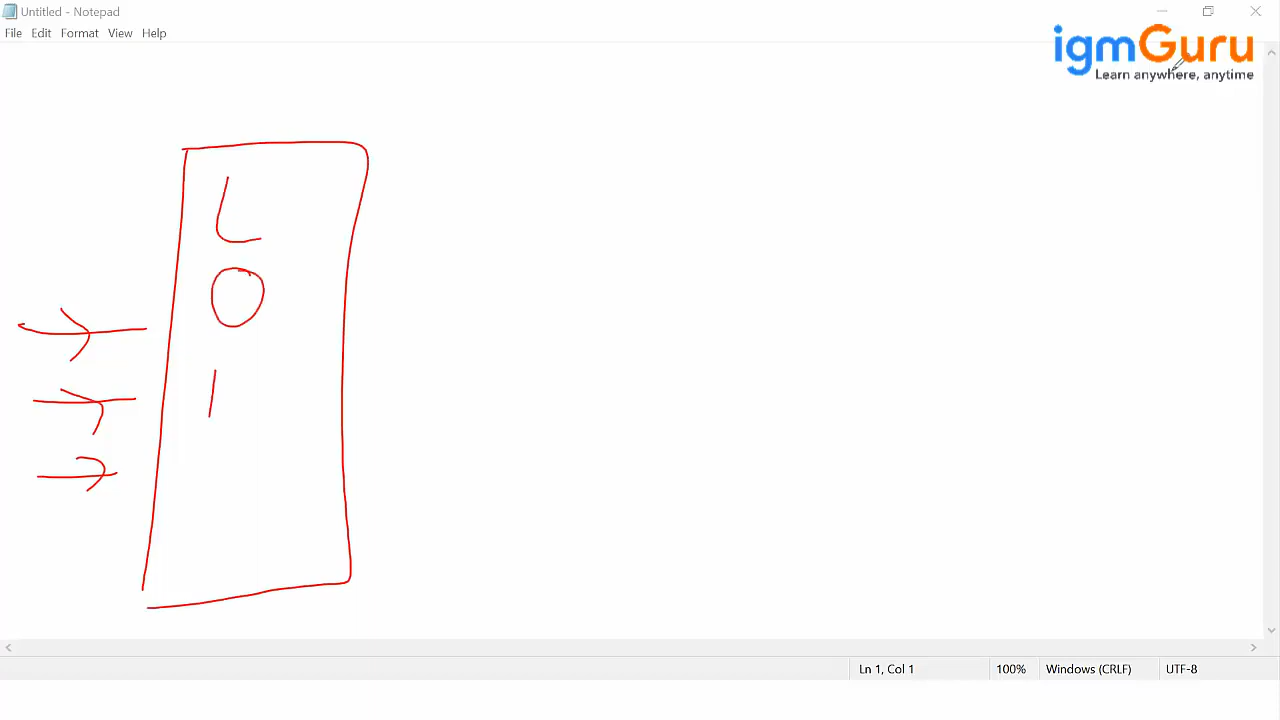 Untitled - Notepad
File Edit Format View Help
igmGuru
Learn anywhere, anytime
L
O
I
Ln 1, Col 1 100% Windows (CRLF) UTF-8